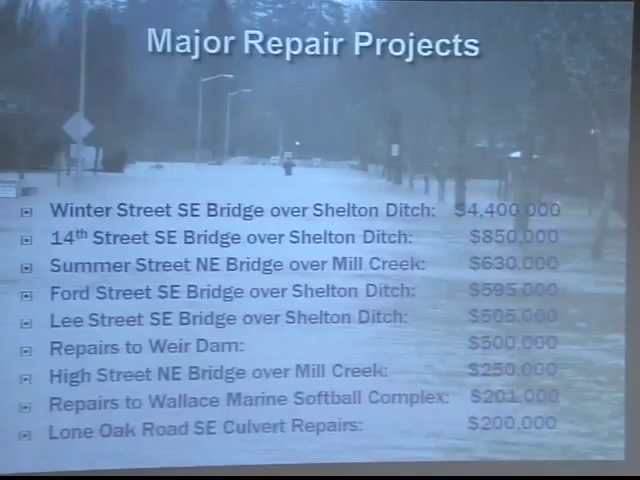 Major Repair Projects
Winter Street SE Bridge over Shelton Ditch: $4,400,000
14th Street SE Bridge over Shelton Ditch: $850,000
Summer Street NE Bridge over Mill Creek: $630,000
Ford Street SE Bridge over Shelton Ditch: $595,000
Lee Street SE Bridge over Shelton Ditch: $505,000
Repairs to Weir Dam: $500,000
High Street NE Bridge over Mill Creek: $250,000
Repairs to Wallace Marine Softball Complex: $201,000
Lone Oak Road SE Culvert Repairs: $200,000